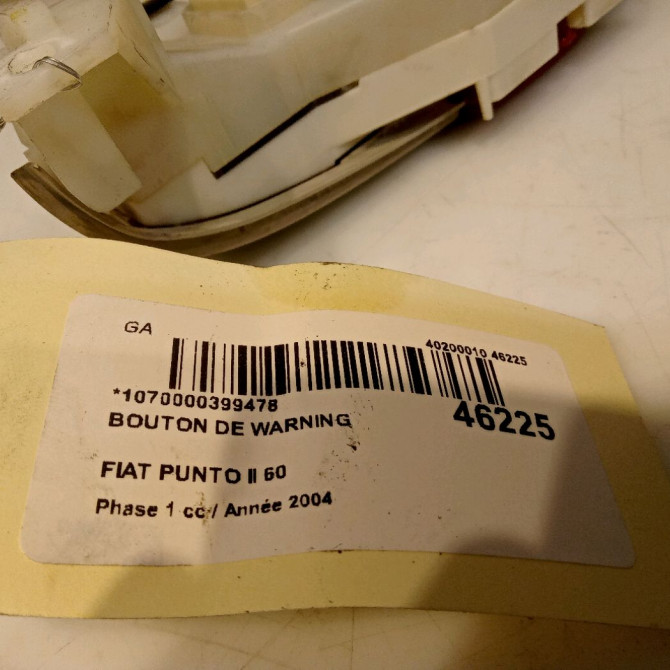 GA
40200010 46225
*1070000399478
46225
BOUTON DE WARNING
FIAT PUNTO II 60
Phase 1 cc / Année 2004